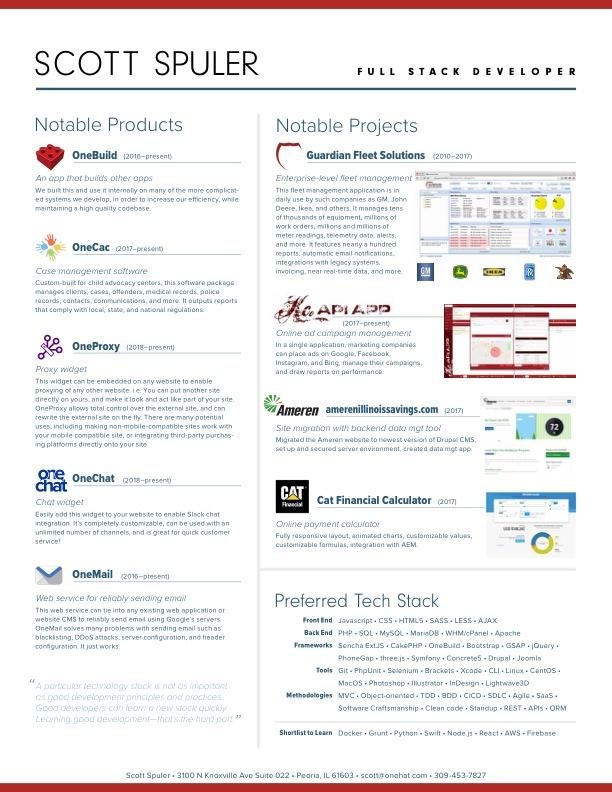 SCOTT SPULER
FULL STACK DEVELOPER
Notable Products
OneBuild (2016–present)
An app that builds other apps
We built this and use it internally on many of the more complicat-
ed systems we develop, in order to increase our efficiency, while
maintaining a high quality codebase.
OneCac (2017–present)
Case management software
Custom-built for child advocacy centers, this software package
manages clients, cases, offenders, medical records, police
records, contacts, communications, and more. It outputs reports
that comply with local, state, and national regulations.
OneProxy (2018–present)
Proxy widget
This widget can be embedded on any website to enable
proxying of any other website. i.e. You can put another site
directly on yours, and make it look and act like part of your site.
OneProxy allows total control over the external site, and can
rewrite the external site on the fly. There are many potential
uses, including making non-mobile-compatible sites work with
your mobile compatible site, or integrating third-party purchas-
ing platforms directly onto your site.
one
chat
OneChat (2018–present)
Chat widget
Easily add this widget to your website to enable Slack chat
integration. It's completely customizable, can be used with an
unlimited number of channels, and is great for quick customer
service!
OneMail (2016–present)
Web service for reliably sending email
This web service can tie into any existing web application or
website CMS to reliably send email using Google's servers.
OneMail solves many problems with email sending such as
blacklisting, DDoS attacks, server configuration, and header
configuration. It just works.
“ A particular technology stack is not as important
as good development principles and practices.
Good developers can learn a new stack quickly.
Learning good development—that's the hard part ”
Notable Projects
Guardian Fleet Solutions (2010–2017)
Enterprise-level fleet management
This fleet management application is in
daily use by such companies as GM, John
Deere, Ikea, and others. It manages tens
of thousands of equipment, millions of
work orders, millions and millions of
meter readings, telemetry data, alerts,
and more. It features nearly a hundred
reports, automatic email notifications,
integrations with legacy systems,
invoicing, near real-time data, and more.
GM
IKEA
API APP
(2017–present)
Online ad campaign management
In a single application, marketing companies
can place ads on Google, Facebook,
Instagram, and Bing, manage their campaigns,
and draw reports on performance.
Ameren
amerenillinoissavings.com (2017)
Site migration with backend data mgt tool
Migrated the Ameren website to newest version of Drupal CMS,
set up and secured server environment, created data mgt app.
72
CAT
Financial
Cat Financial Calculator (2017)
Online payment calculator
Fully responsive layout, animated charts, customizable values,
customizable formulas, integration with AEM.
Preferred Tech Stack
Front End Javascript • CSS • HTML5 • SASS • LESS • AJAX
Back End PHP • SQL • MySQL • MariaDB • WHM/cPanel • Apache
Frameworks Sencha ExtJS • CakePHP • OneBuild • Bootstrap • GSAP • jQuery •
PhoneGap • three.js • Symfony • Concrete5 • Drupal • Joomla
Tools Git • PhpUnit • Selenium • Brackets • Xcode • CLI • Linux • CentOS •
MacOS • Photoshop • Illustrator • InDesign • Lightwave3D
Methodologies MVC • Object-oriented • TDD • BDD • CICD • SDLC • Agile • SaaS •
Software Craftsmanship • Clean code • Standup • REST • APIs • ORM
Shortlist to Learn Docker • Grunt • Python • Swift • Node.js • React • AWS • Firebase
Scott Spuler • 3100 N Knoxville Ave Suite 022 • Peoria, IL 61603 • scott@onehat.com • 309-453-7827